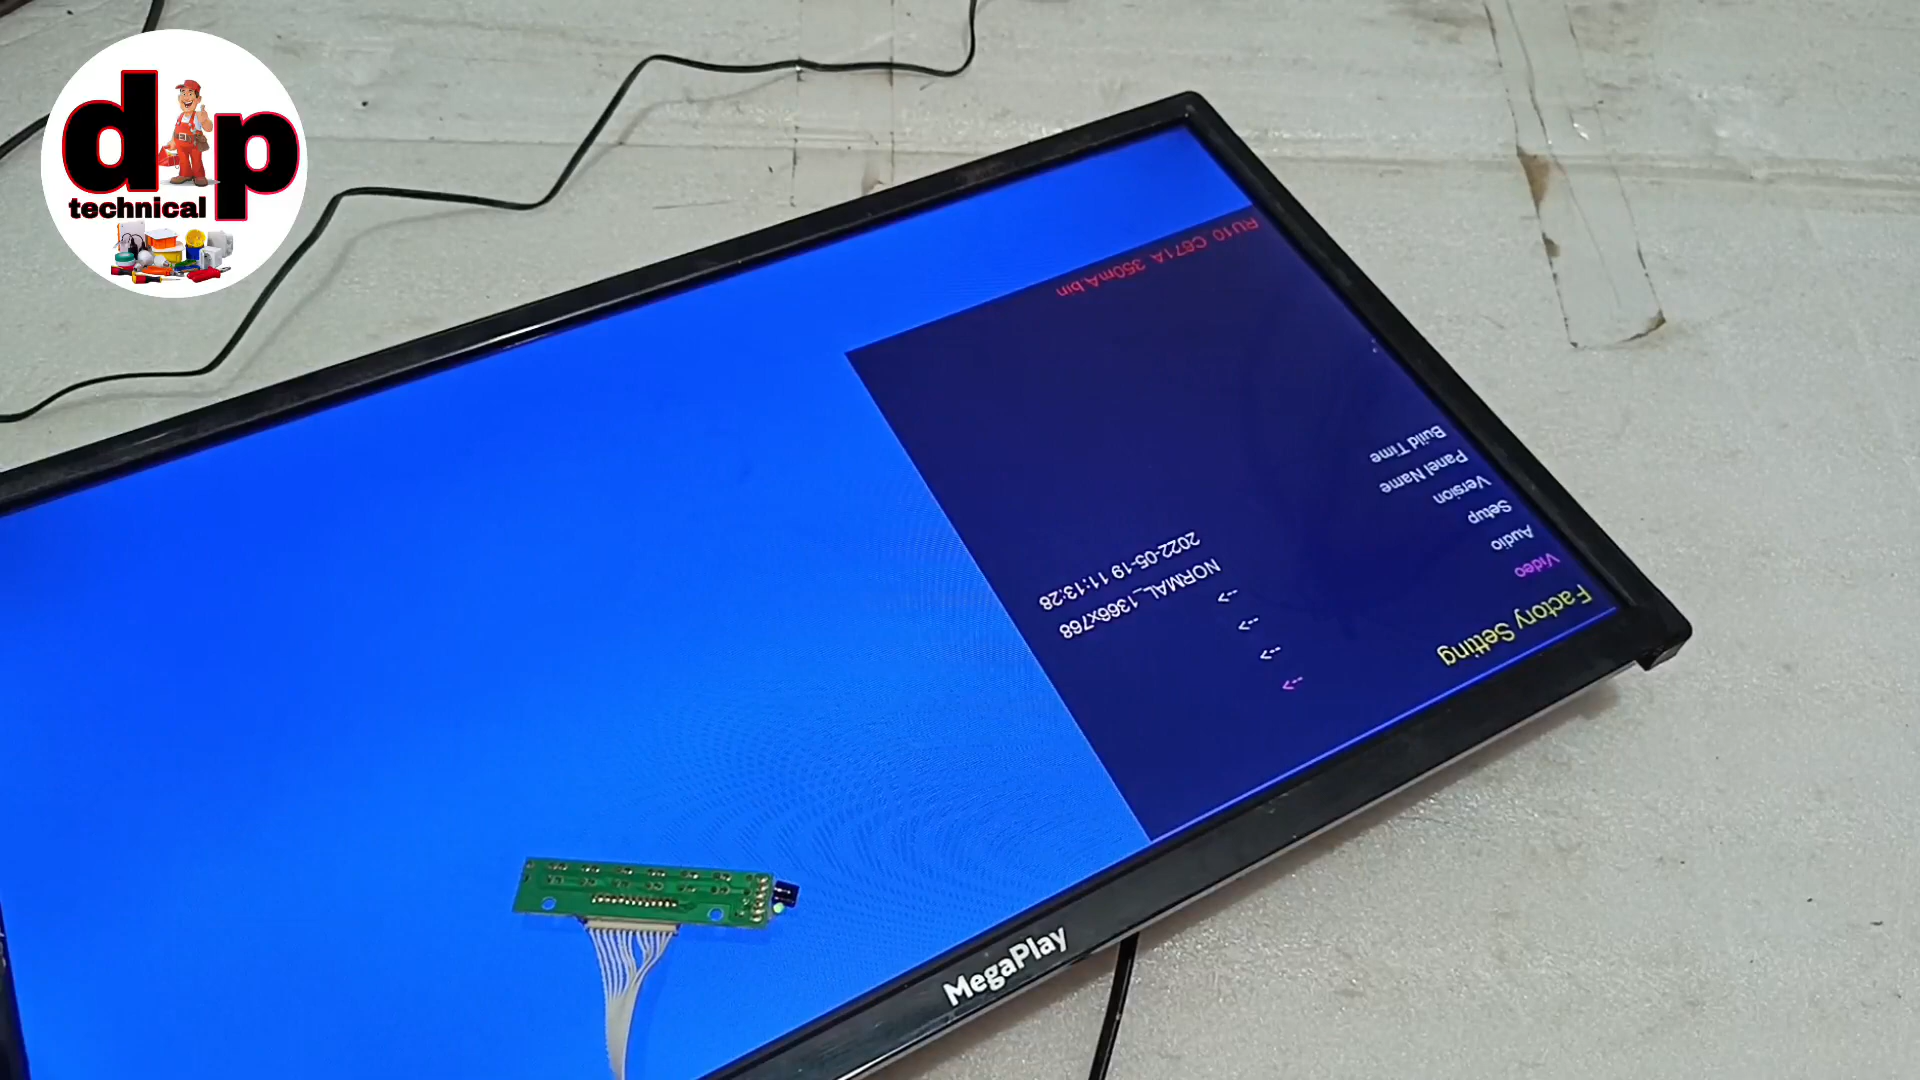 dp
technical
Factory Setting
Video -->
Audio -->
Setup -->
Version -->
Panel Name NORMAL_1366x768
Build Time 2022-05-19 11:13:28
RU10 C671A 350mA.bin
MegaPlay